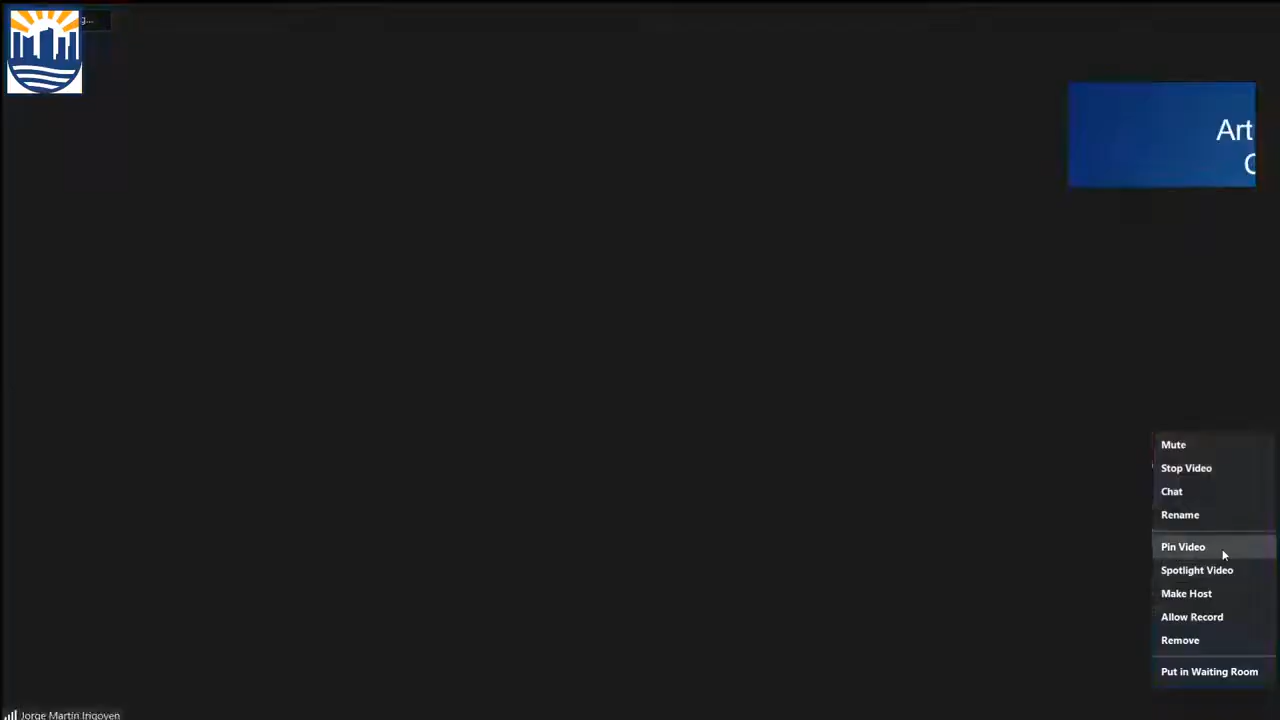 g...
Art
C
Mute
Stop Video
Chat
Rename
Pin Video
Spotlight Video
Make Host
Allow Record
Remove
Put in Waiting Room
Jorge Martín Irigoyen